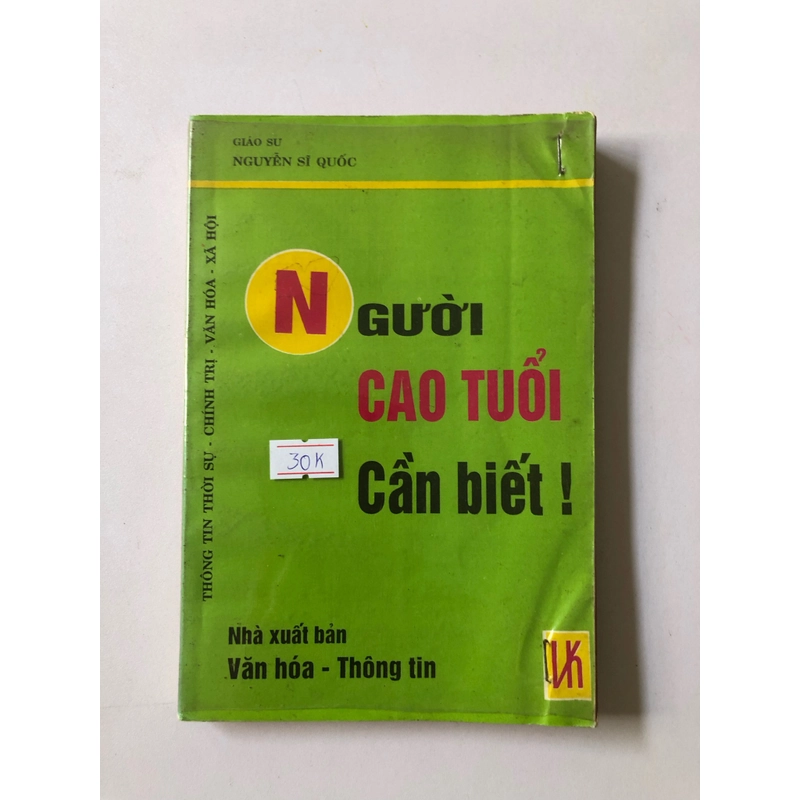 GIÁO SƯ
NGUYỄN SĨ QUỐC
THÔNG TIN THỜI SỰ - CHÍNH TRỊ - VĂN HÓA - XÃ HỘI
NGƯỜI
CAO TUỔI
Cần biết !
30K
Nhà xuất bản
Văn hóa - Thông tin
VK